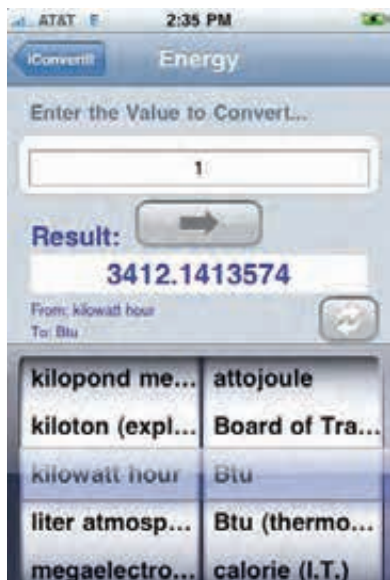 AT&T E 2:35 PM
iConvertIt Energy
Enter the Value to Convert...
1
Result:
3412.1413574
From: kilowatt hour
To: Btu
kilopond me... attojoule
kiloton (expl... Board of Tra...
kilowatt hour Btu
liter atmosp... Btu (thermo...
megaelectro... calorie (I.T.)